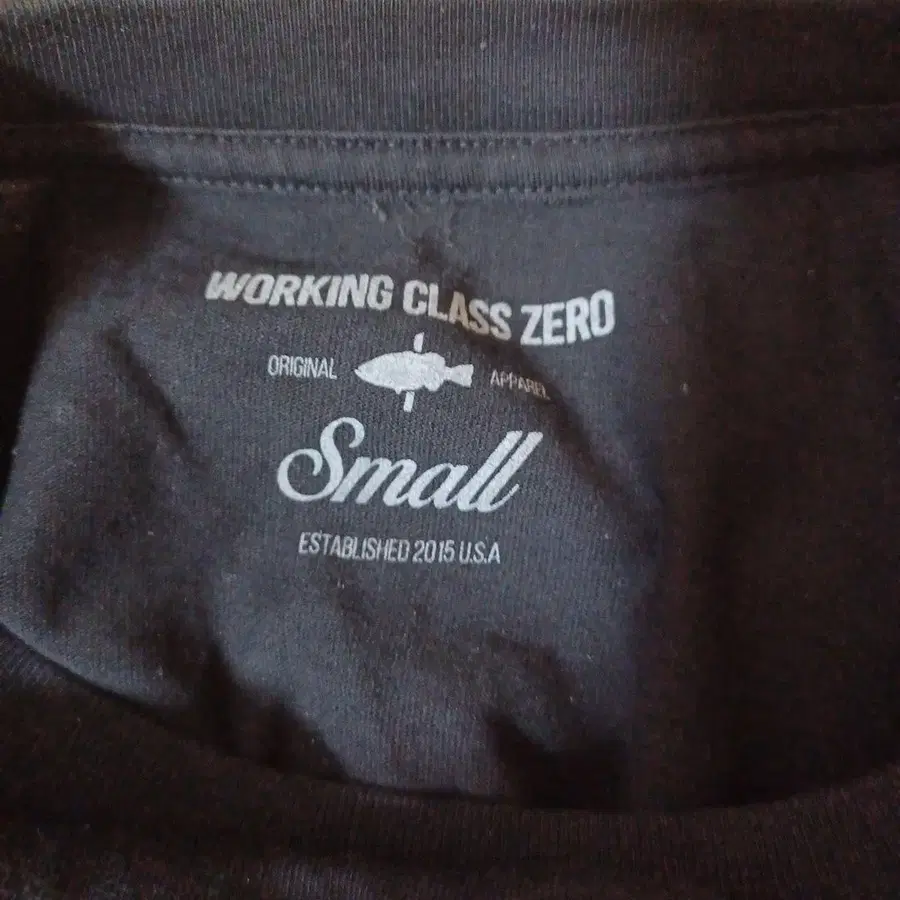 WORKING CLASS ZERO
ORIGINAL APPAREL
Small
ESTABLISHED 2015 U.S.A